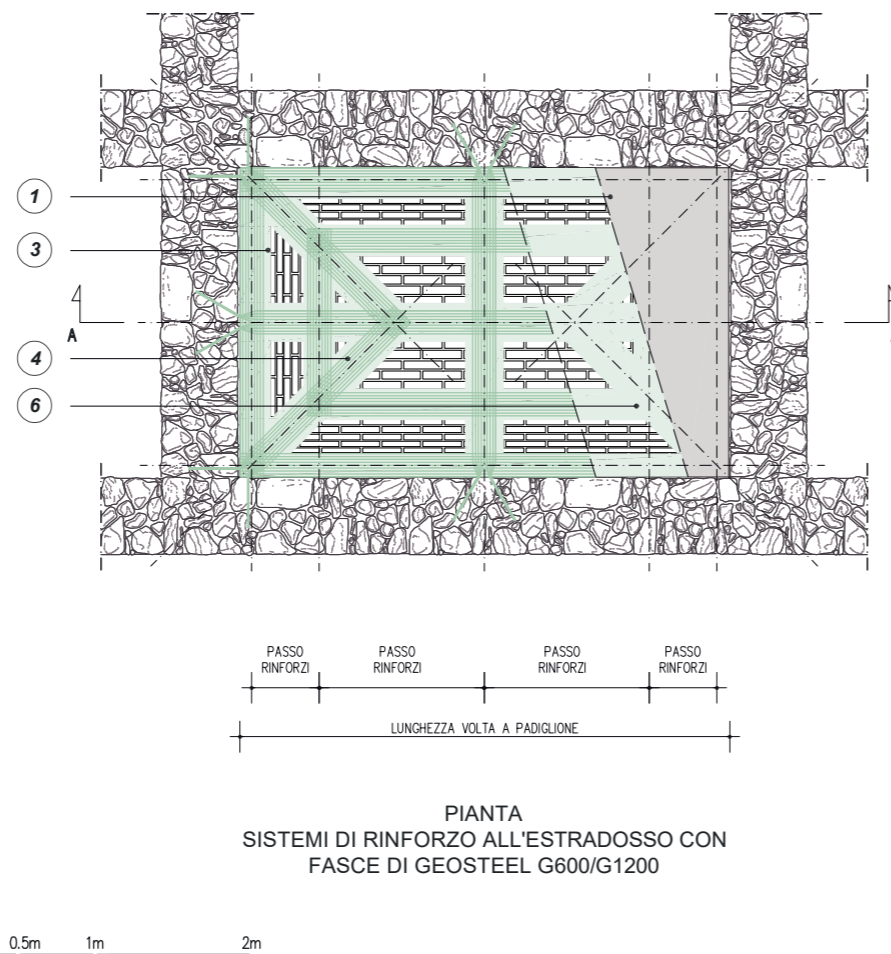 1
3
A
4
6
PASSO RINFORZI
PASSO RINFORZI
PASSO RINFORZI
PASSO RINFORZI
LUNGHEZZA VOLTA A PADIGLIONE
PIANTA
SISTEMI DI RINFORZO ALL'ESTRADOSSO CON
FASCE DI GEOSTEEL G600/G1200
0.5m 1m 2m